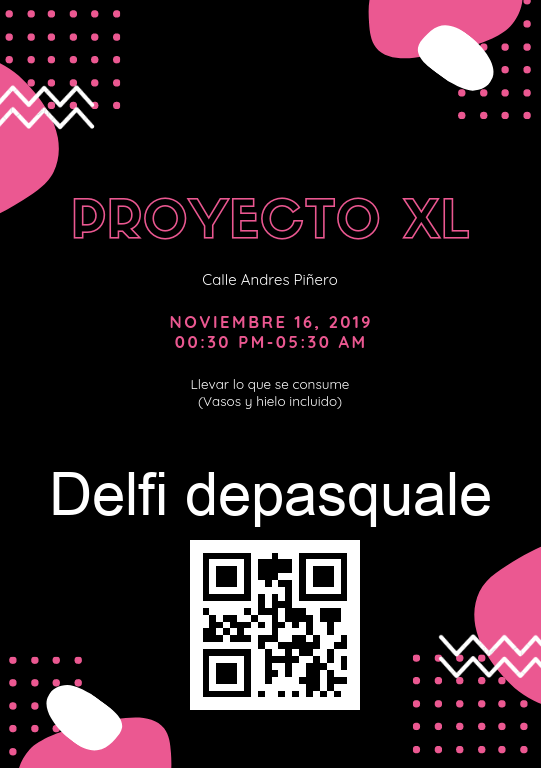 PROYECTO XL
Calle Andres Piñero
NOVIEMBRE 16, 2019
00:30 PM-05:30 AM
Llevar lo que se consume
(Vasos y hielo incluido)
Delfi depasquale